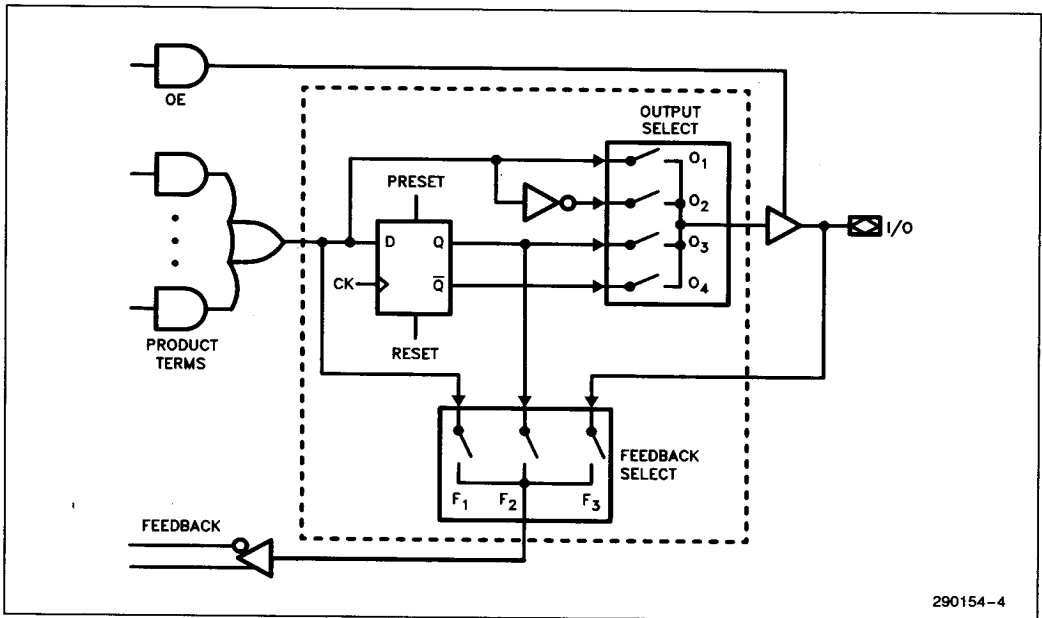 OE
OUTPUT
SELECT
O1
PRESET
O2
I/O
D
Q
O3
CK
Q̅
O4
PRODUCT
TERMS
RESET
FEEDBACK
SELECT
F1
F2
F3
FEEDBACK
290154-4